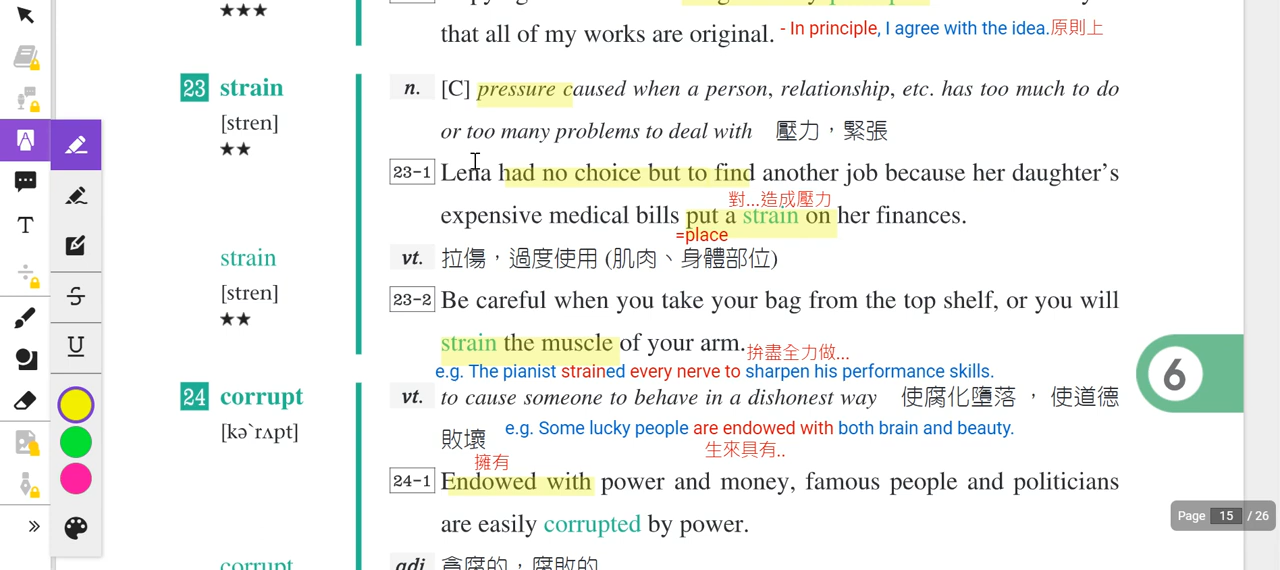 ★★★
that all of my works are original. - In principle, I agree with the idea.原則上
23 strain n. [C] pressure caused when a person, relationship, etc. has too much to do
[stren] or too many problems to deal with 壓力，緊張
★★ 23-1 Lena had no choice but to find another job because her daughter's
對...造成壓力
expensive medical bills put a strain on her finances.
=place
strain vt. 拉傷，過度使用 (肌肉、身體部位)
[stren] 23-2 Be careful when you take your bag from the top shelf, or you will
★★ strain the muscle of your arm. 拚盡全力做...
e.g. The pianist strained every nerve to sharpen his performance skills.
24 corrupt vt. to cause someone to behave in a dishonest way 使腐化墮落 ， 使道德
[kəˋrʌpt] 敗壞 e.g. Some lucky people are endowed with both brain and beauty.
擁有 生來具有..
24-1 Endowed with power and money, famous people and politicians
are easily corrupted by power.
corrupt adj. 貪腐的，腐敗的
6
Page 15 / 26
A
T
S
U